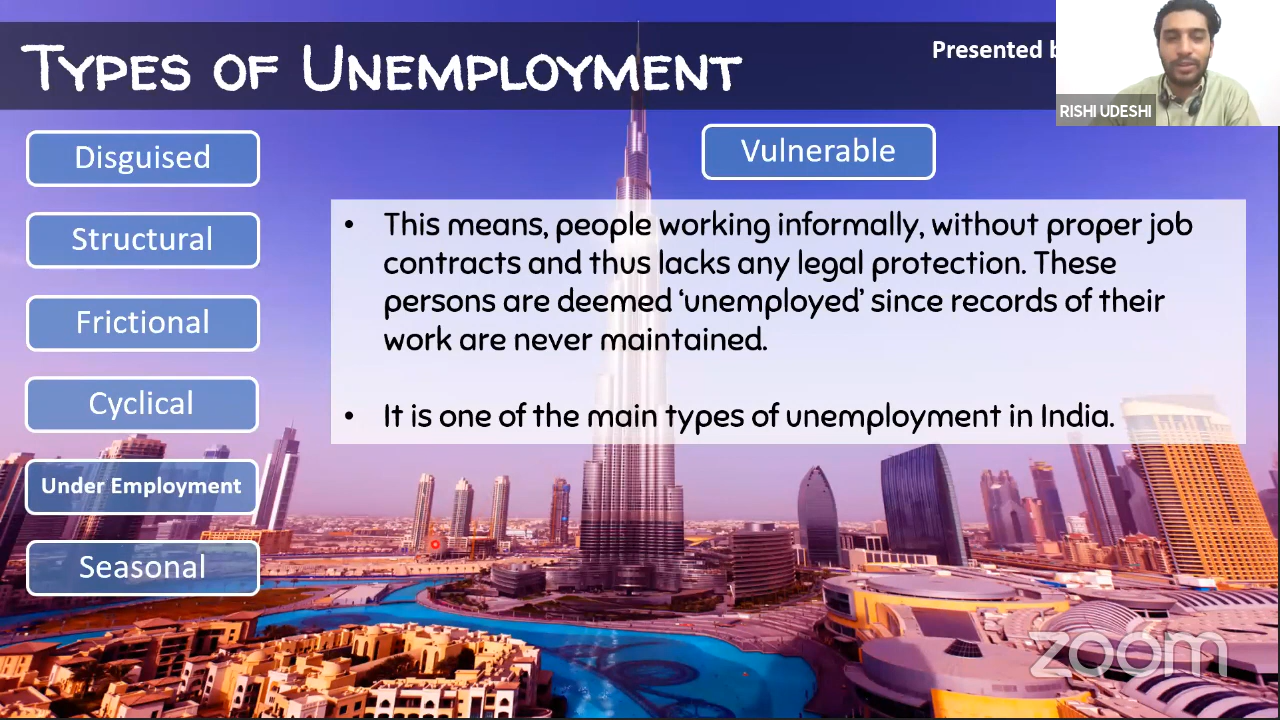 TYPES OF UNEMPLOYMENT
Presented
RISHI UDESHI
Disguised
Structural
Frictional
Cyclical
Under Employment
Seasonal
Vulnerable
• This means, people working informally, without proper job
contracts and thus lacks any legal protection. These
persons are deemed ‘unemployed’ since records of their
work are never maintained.
• It is one of the main types of unemployment in India.
zoom